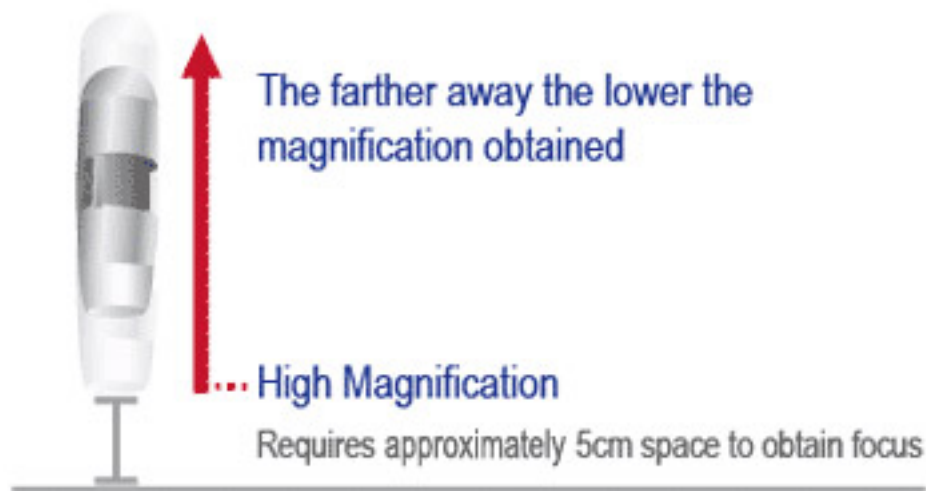 The farther away the lower the
magnification obtained
High Magnification
Requires approximately 5cm space to obtain focus